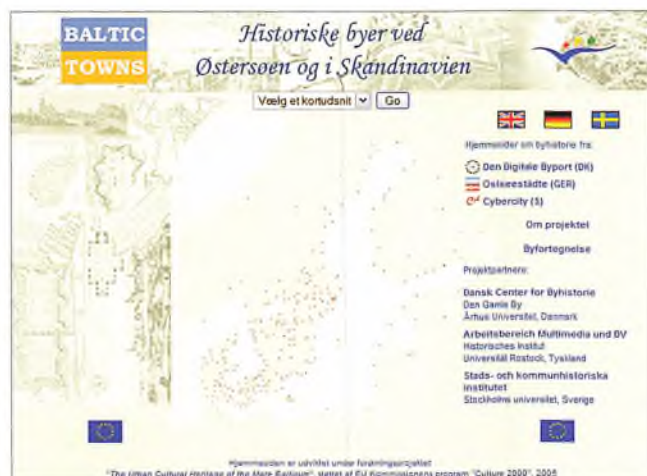 BALTIC
TOWNS
Historiske byer ved
Østersøen og i Skandinavien
Vælg et kortudsnit
Go
Hjemmesider om byhistorie fra:
Den Digitale Byport (DK)
Ostseestädte (GER)
Cybercity (S)
Om projektet
Byfortegnelse
Projektpartnere:
Dansk Center for Byhistorie
Den Gamle By
Århus Universitet, Danmark
Arbeitsbereich Multimedia und DV
Historisches Institut
Universität Rostock, Tyskland
Stads- och kommunhistoriska
institutet
Stockholms universitet, Sverige
Hjemmesiden er udviklet under forskningsprojektet
"The Urban Cultural Heritage of the Mare Balticum", støttet af EU Kommissionens program "Culture 2000", 2005